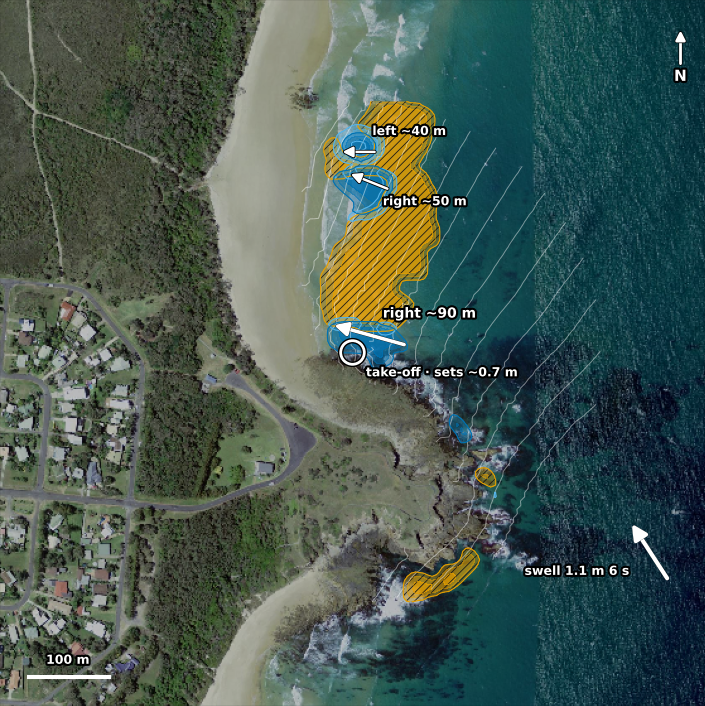 N
left ~40 m
right ~50 m
right ~90 m
take-off · sets ~0.7 m
swell 1.1 m 6 s
100 m